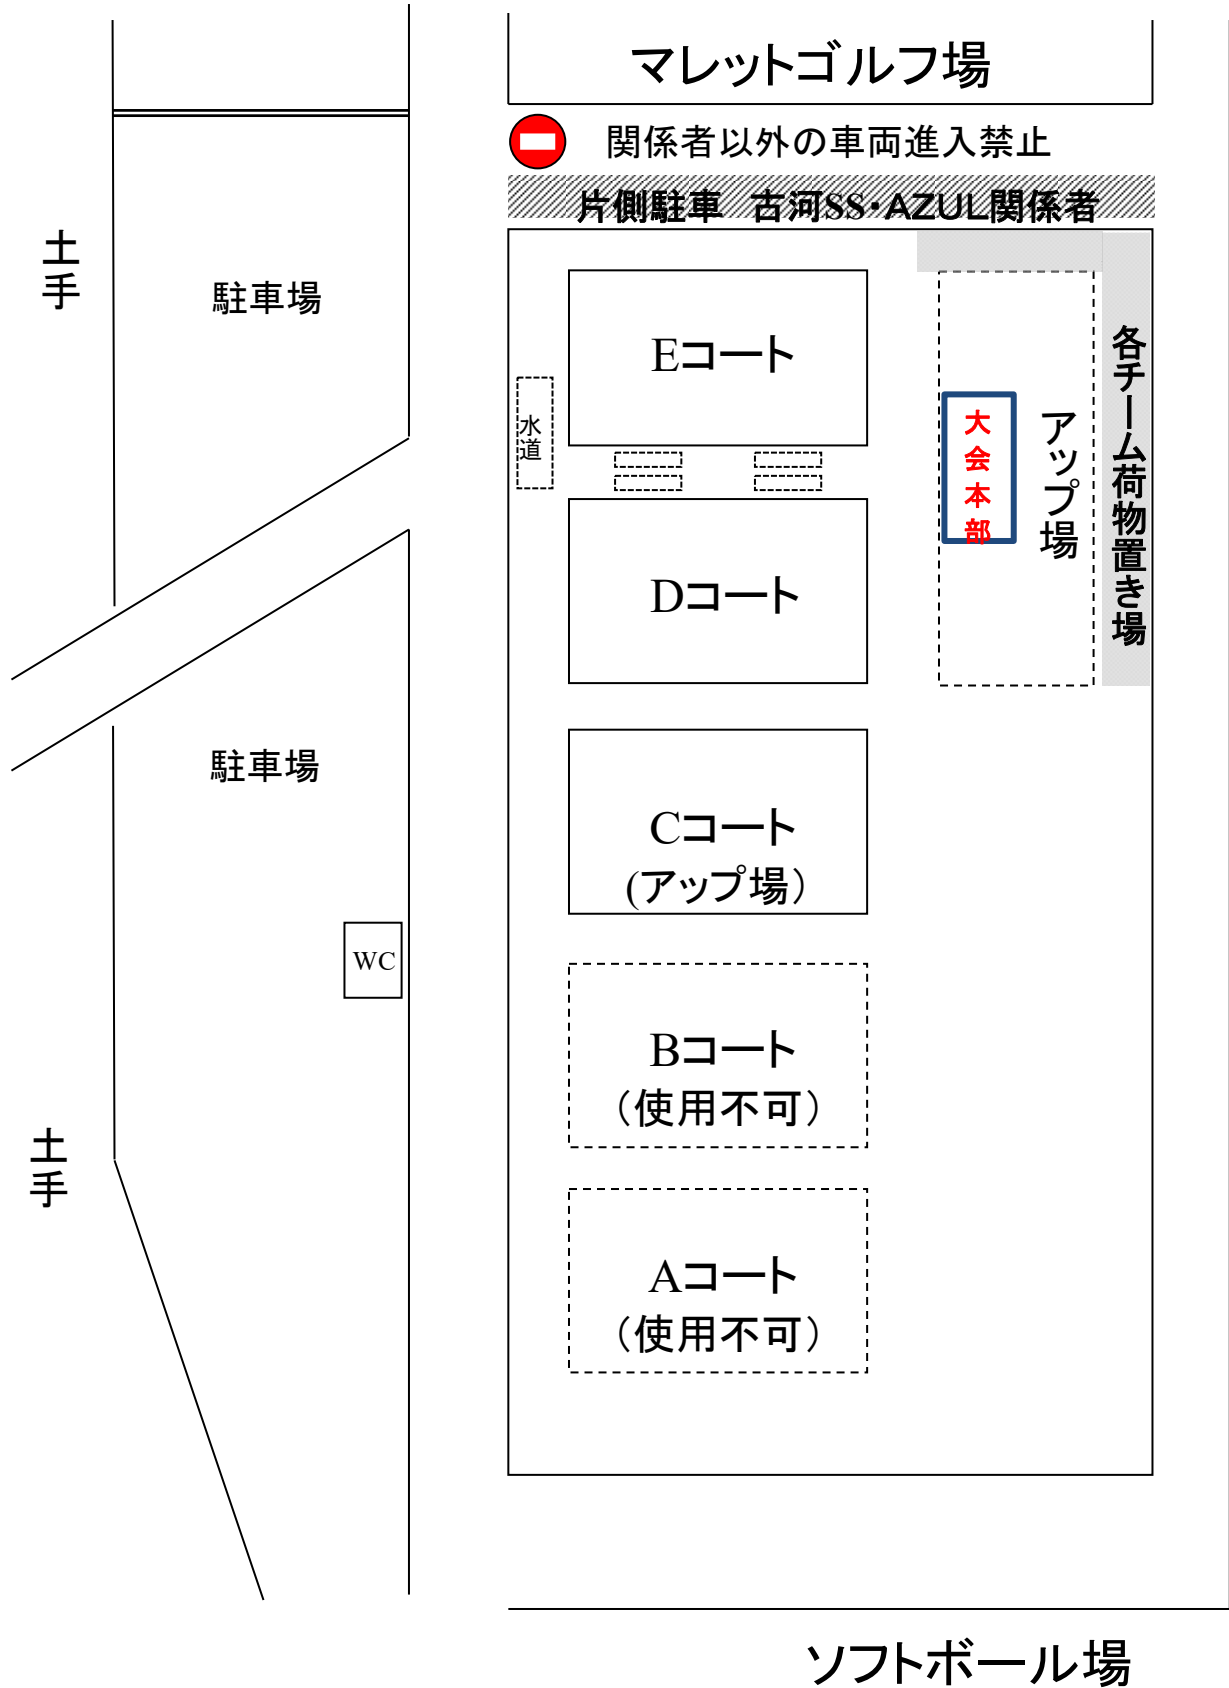 マレットゴルフ場
関係者以外の車両進入禁止
片側駐車　古河SS・AZUL関係者
土手
駐車場
Eコート
水道
大会本部
アップ場
各チーム荷物置き場
Dコート
駐車場
Cコート
(アップ場）
WC
Bコート
（使用不可）
土手
Aコート
（使用不可）
ソフトボール場